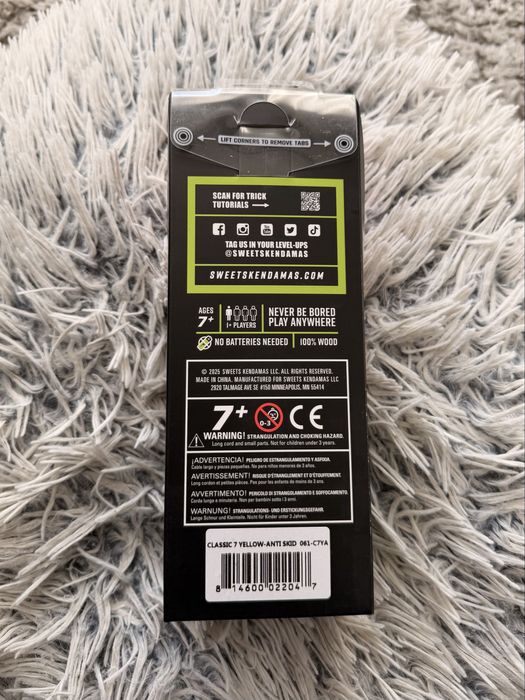 LIFT CORNERS TO REMOVE TABS
SCAN FOR TRICK
TUTORIALS
TAG US IN YOUR LEVEL-UPS
@SWEETSKENDAMAS
SWEETSKENDAMAS.COM
AGES
7+
1+ PLAYERS
NEVER BE BORED
PLAY ANYWHERE
NO BATTERIES NEEDED
100% WOOD
© 2025 SWEETS KENDAMAS LLC. ALL RIGHTS RESERVED.
MADE IN CHINA. MANUFACTURED FOR SWEETS KENDAMAS LLC
2920 TALMAGE AVE SE #150 MINNEAPOLIS, MN 55414
7+ 0-3 CE
WARNING! STRANGULATION AND CHOKING HAZARD.
Long cord and small parts. Not for children under 3 years.
¡ADVERTENCIA! PELIGRO DE ESTRANGULAMIENTO Y ASFIXIA.
Cable largo y piezas pequeñas. No para niños menores de 3 años.
AVERTISSEMENT! RISQUE D'ÉTRANGLEMENT ET D'ÉTOUFFEMENT.
Long cordon et petites pièces. Pas pour les enfants de moins de 3 ans.
AVVERTIMENTO! PERICOLO DI STRANGOLAMENTO E SOFFOCAMENTO.
Corda lunga e minuteria. Non per bambini sotto i 3 anni.
WARNUNG! STRANGULATIONS- UND ERSTICKUNGSGEFAHR.
Lange Schnur und Kleinteile. Nicht für Kinder unter 3 Jahren.
CLASSIC 7 YELLOW-ANTI SKID 061-C7YA
8 14600 02204 7